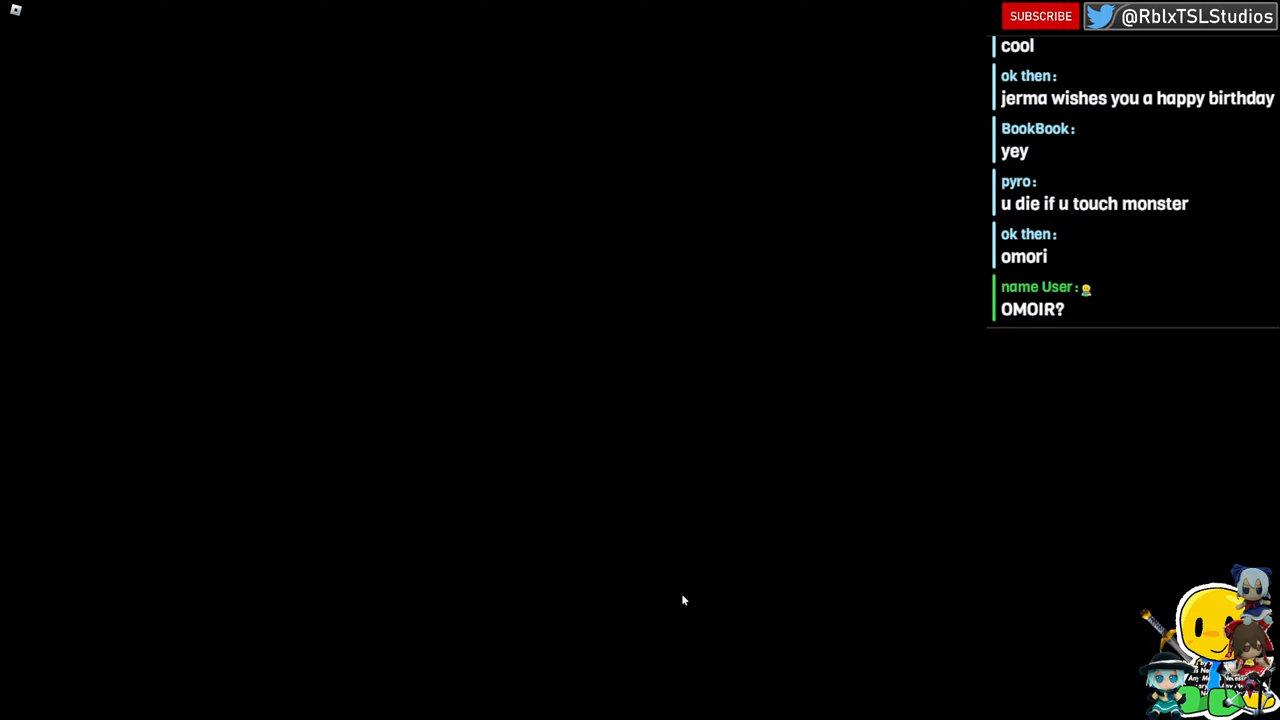 SUBSCRIBE
@RblxTSLStudios
cool
ok then:
jerma wishes you a happy birthday
BookBook:
yey
pyro:
u die if u touch monster
ok then:
omori
name User:
OMOIR?